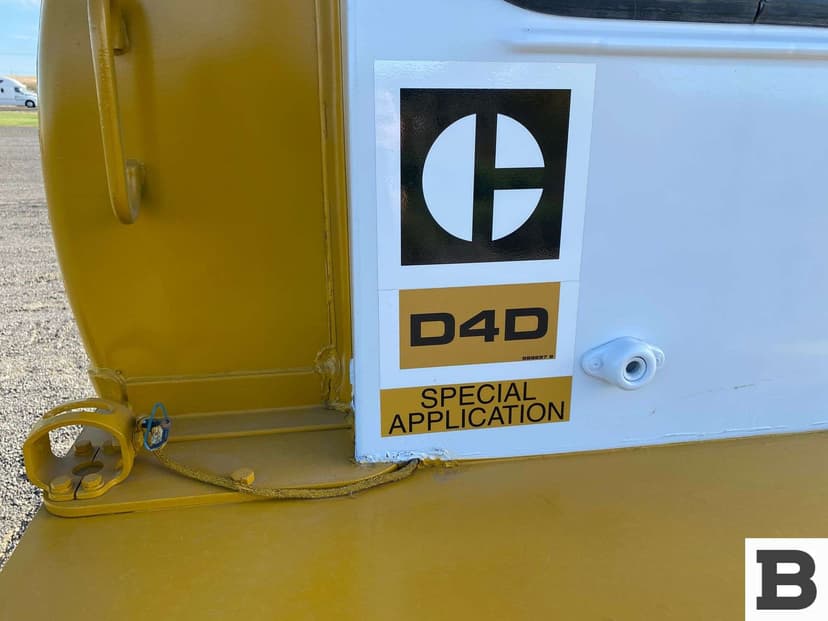 D4D
SPECIAL
APPLICATION
B